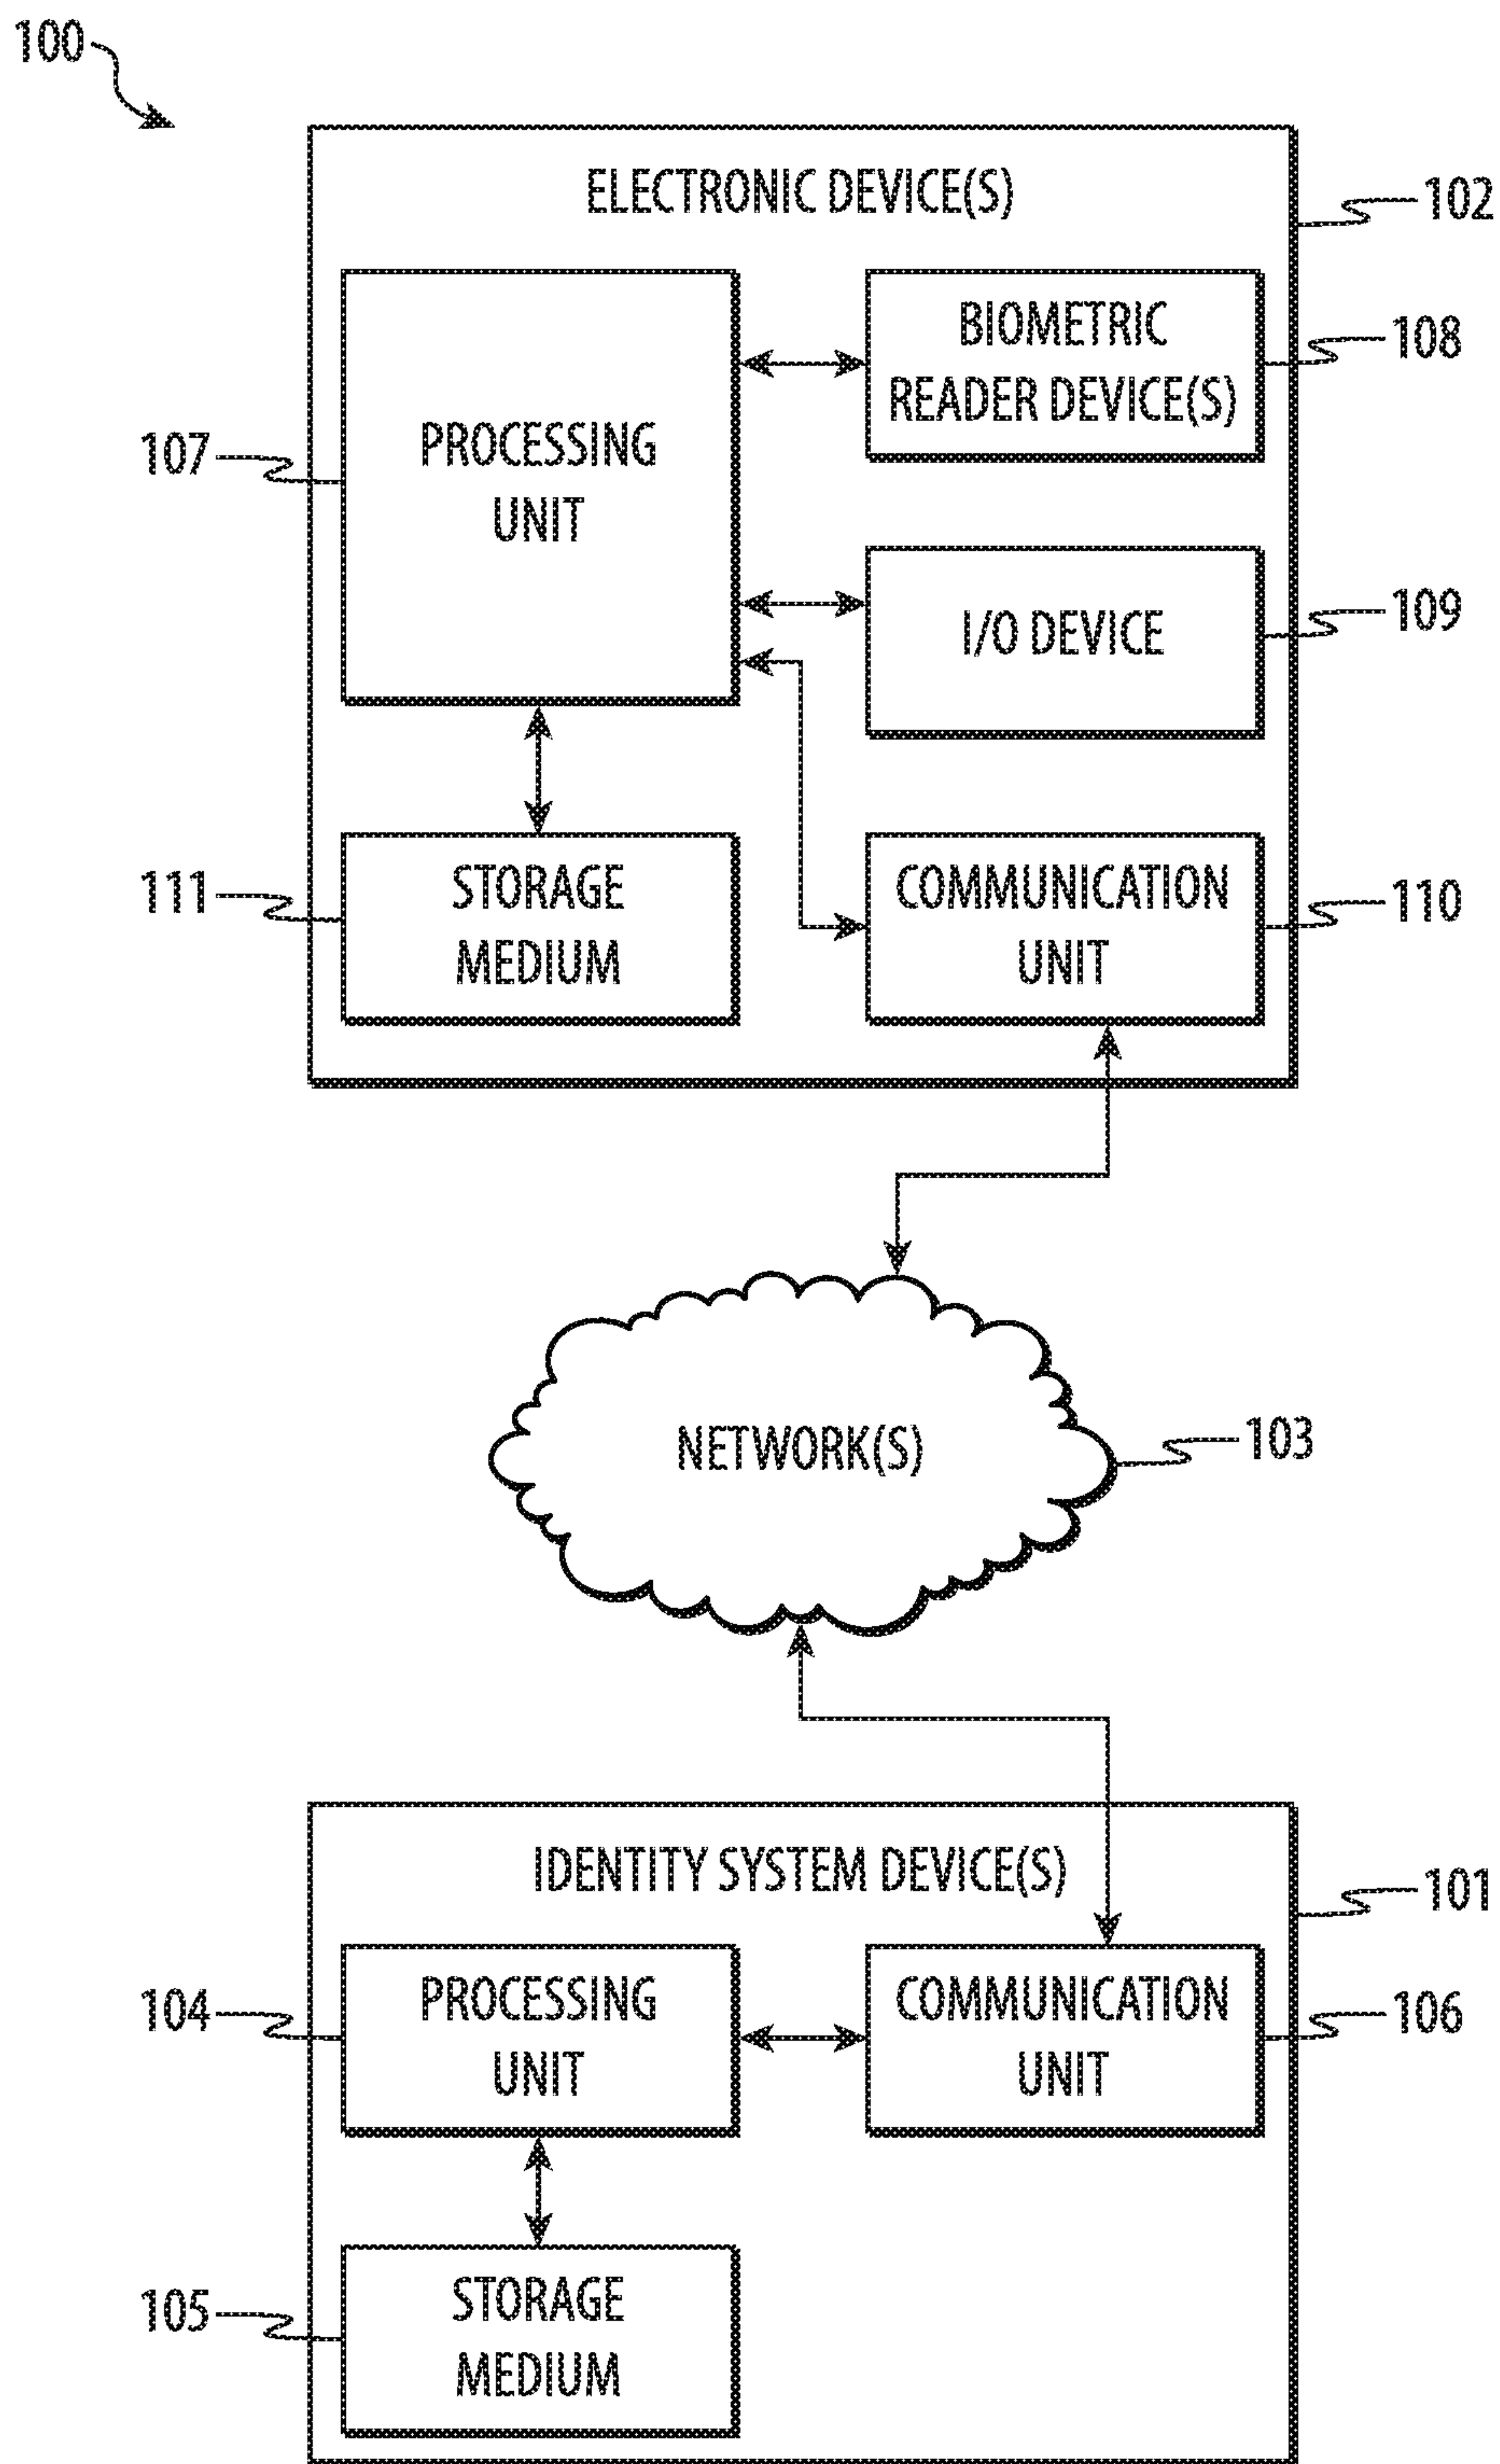 100
ELECTRONIC DEVICE(S)
102
BIOMETRIC
READER DEVICE(S)
108
PROCESSING
UNIT
107
I/O DEVICE
109
STORAGE
MEDIUM
111
COMMUNICATION
UNIT
110
NETWORK(S)
103
IDENTITY SYSTEM DEVICE(S)
101
PROCESSING
UNIT
104
COMMUNICATION
UNIT
106
STORAGE
MEDIUM
105